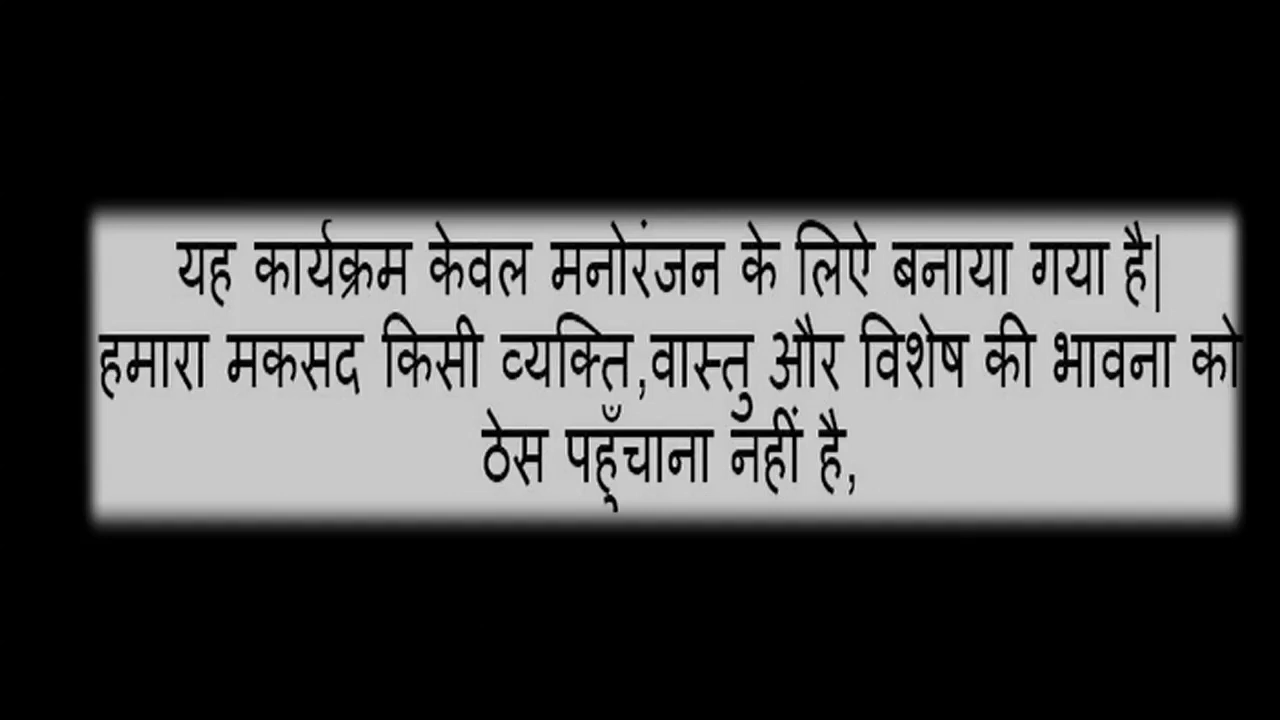 यह कार्यक्रम केवल मनोरंजन के लिऐ बनाया गया है|
हमारा मकसद किसी व्यक्ति,वास्तु और विशेष की भावना को
ठेस पहुँचाना नहीं है,